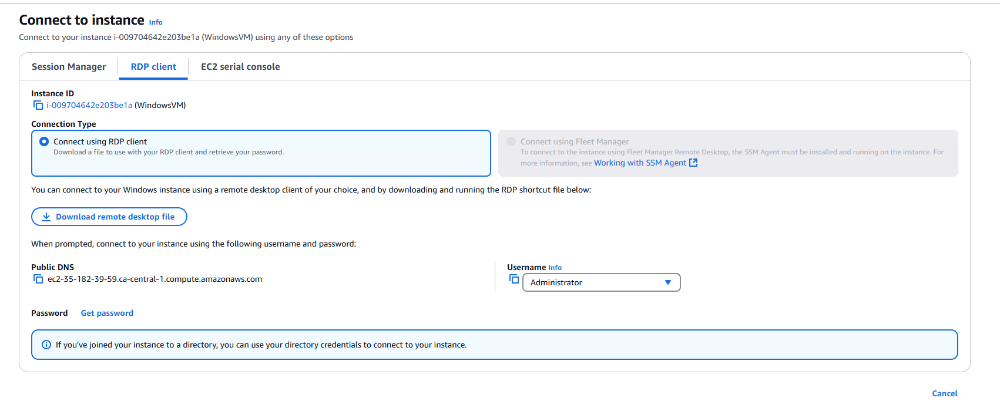 Connect to instance Info
Connect to your instance i-009704642e203be1a (WindowsVM) using any of these options
Session Manager RDP client EC2 serial console
Instance ID
i-009704642e203be1a (WindowsVM)
Connection Type
Connect using RDP client
Download a file to use with your RDP client and retrieve your password.
Connect using Fleet Manager
To connect to the instance using Fleet Manager Remote Desktop, the SSM Agent must be installed and running on the instance. For
more information, see Working with SSM Agent
You can connect to your Windows instance using a remote desktop client of your choice, and by downloading and running the RDP shortcut file below:
Download remote desktop file
When prompted, connect to your instance using the following username and password:
Public DNS
ec2-35-182-39-59.ca-central-1.compute.amazonaws.com
Username Info
Administrator
Password Get password
If you've joined your instance to a directory, you can use your directory credentials to connect to your instance.
Cancel